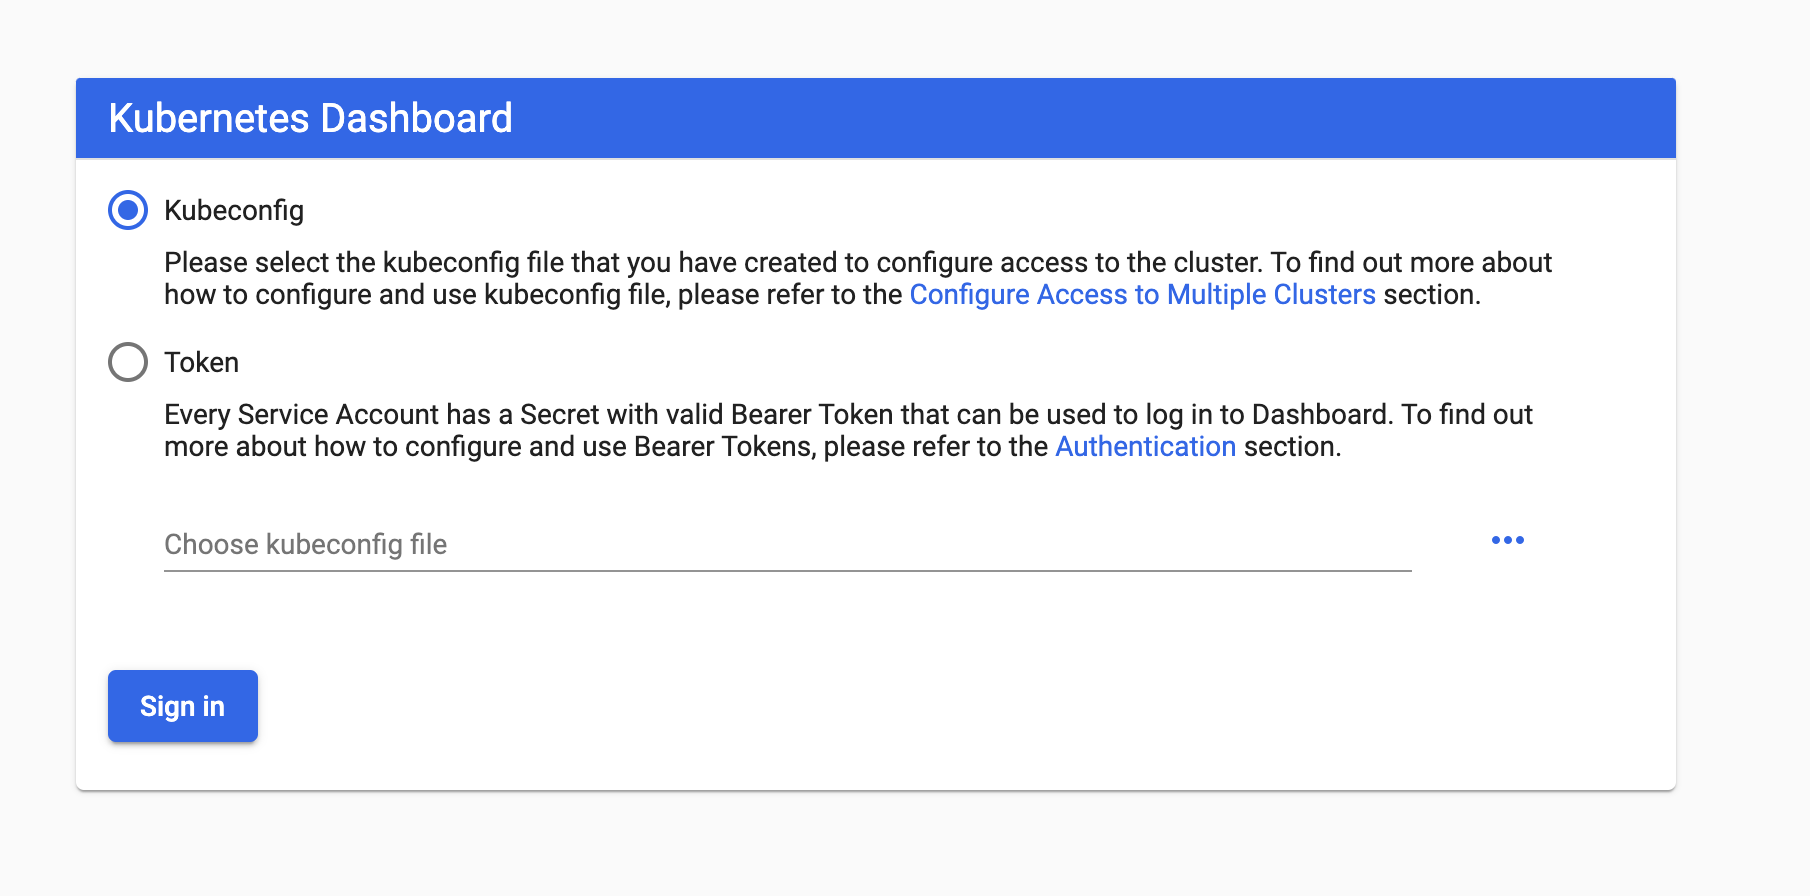 Kubernetes Dashboard
Kubeconfig
Please select the kubeconfig file that you have created to configure access to the cluster. To find out more about
how to configure and use kubeconfig file, please refer to the Configure Access to Multiple Clusters section.
Token
Every Service Account has a Secret with valid Bearer Token that can be used to log in to Dashboard. To find out
more about how to configure and use Bearer Tokens, please refer to the Authentication section.
Choose kubeconfig file
Sign in